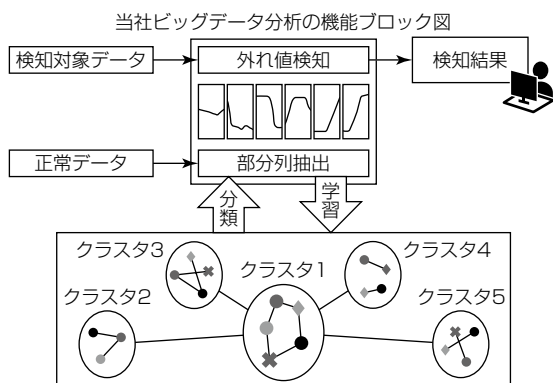 当社ビッグデータ分析の機能ブロック図
検知対象データ
外れ値検知
検知結果
正常データ
部分列抽出
分類
学習
クラスタ3
クラスタ1
クラスタ4
クラスタ2
クラスタ5